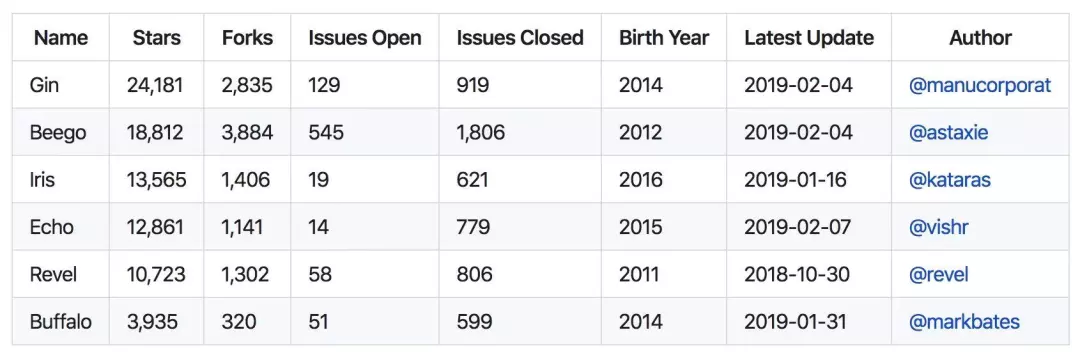 Name Stars Forks Issues Open Issues Closed Birth Year Latest Update Author
Gin 24,181 2,835 129 919 2014 2019-02-04 @manucorporat
Beego 18,812 3,884 545 1,806 2012 2019-02-04 @astaxie
Iris 13,565 1,406 19 621 2016 2019-01-16 @kataras
Echo 12,861 1,141 14 779 2015 2019-02-07 @vishr
Revel 10,723 1,302 58 806 2011 2018-10-30 @revel
Buffalo 3,935 320 51 599 2014 2019-01-31 @markbates